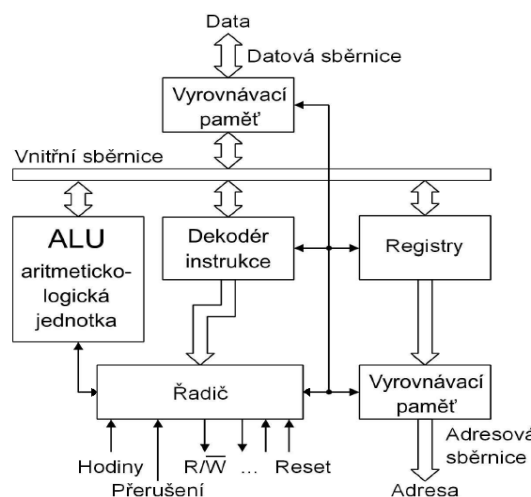 Data
Datová sběrnice
Vyrovnávací
paměť
Vnitřní sběrnice
ALU
aritmeticko-
logická
jednotka
Dekodér
instrukce
Registry
Řadič
Vyrovnávací
paměť
Adresová
sběrnice
Hodiny
R/W̅
...
Reset
Přerušení
Adresa